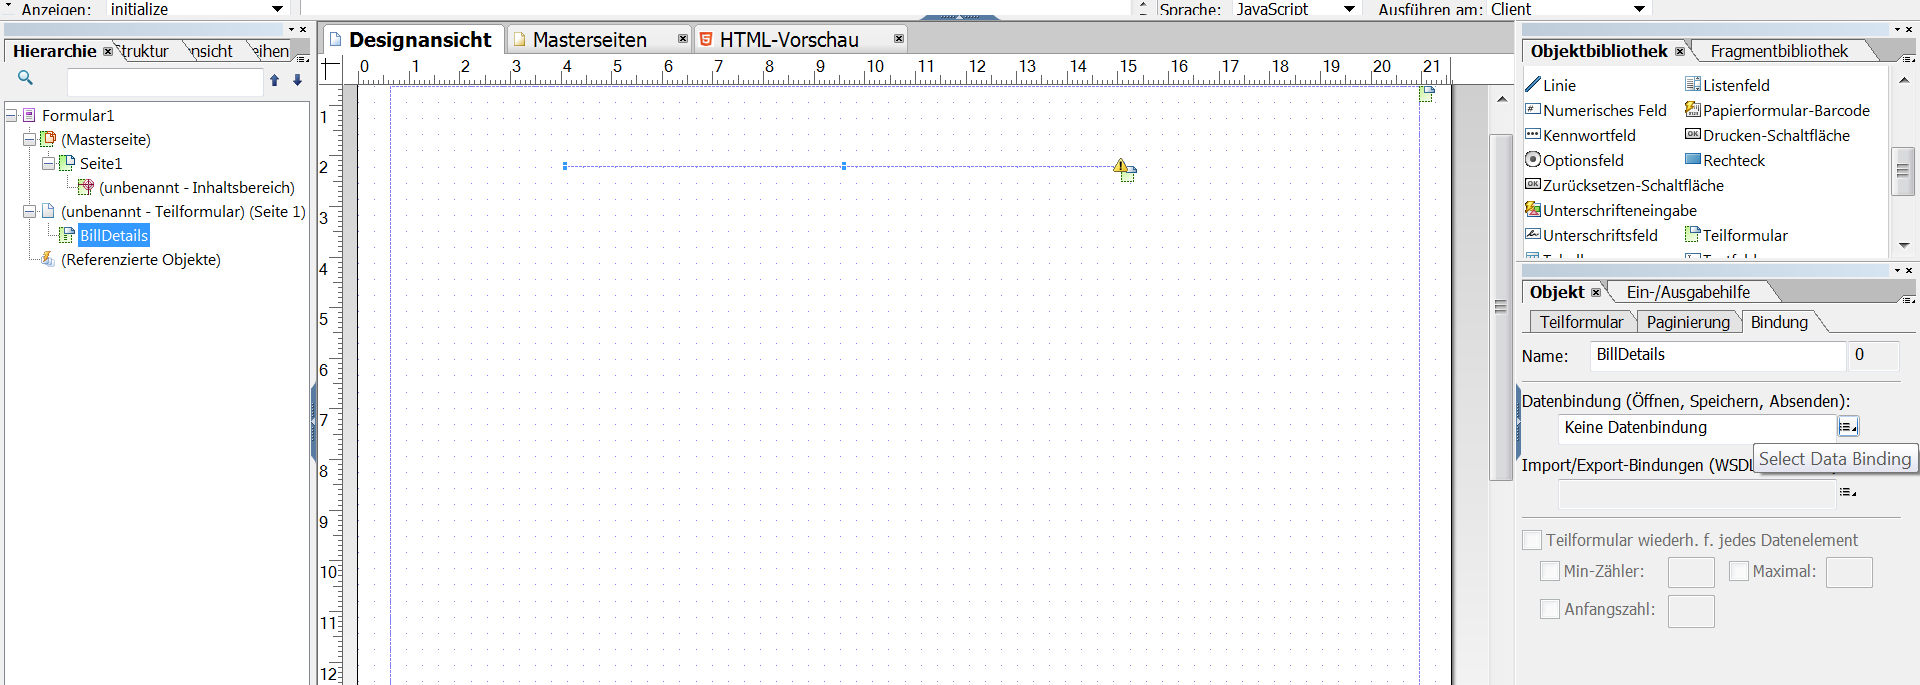 Anzeigen: initialize Sprache: JavaScript Ausführen am: Client
Hierarchie truktur nsicht eihen
Formular1
(Masterseite)
Seite1
(unbenannt - Inhaltsbereich)
(unbenannt - Teilformular) (Seite 1)
BillDetails
(Referenzierte Objekte)
Designansicht Masterseiten HTML-Vorschau
0 1 2 3 4 5 6 7 8 9 10 11 12 13 14 15 16 17 18 19 20 21
1
2
3
4
5
6
7
8
9
10
11
12
Objektbibliothek Fragmentbibliothek
Linie Listenfeld
Numerisches Feld Papierformular-Barcode
Kennwortfeld Drucken-Schaltfläche
Optionsfeld Rechteck
Zurücksetzen-Schaltfläche
Unterschrifteneingabe
Unterschriftsfeld Teilformular
Objekt Ein-/Ausgabehilfe
Teilformular Paginierung Bindung
Name: BillDetails 0
Datenbindung (Öffnen, Speichern, Absenden):
Keine Datenbindung
Select Data Binding
Import/Export-Bindungen (WSDL
Teilformular wiederh. f. jedes Datenelement
Min-Zähler: Maximal:
Anfangszahl: